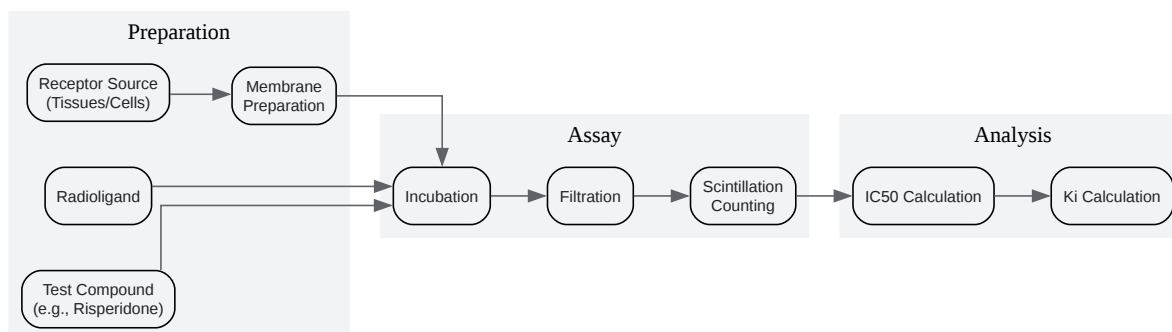 Preparation
Receptor Source
(Tissues/Cells)
Membrane
Preparation
Radioligand
Test Compound
(e.g., Risperidone)
Assay
Incubation
Filtration
Scintillation
Counting
Analysis
IC50 Calculation
Ki Calculation